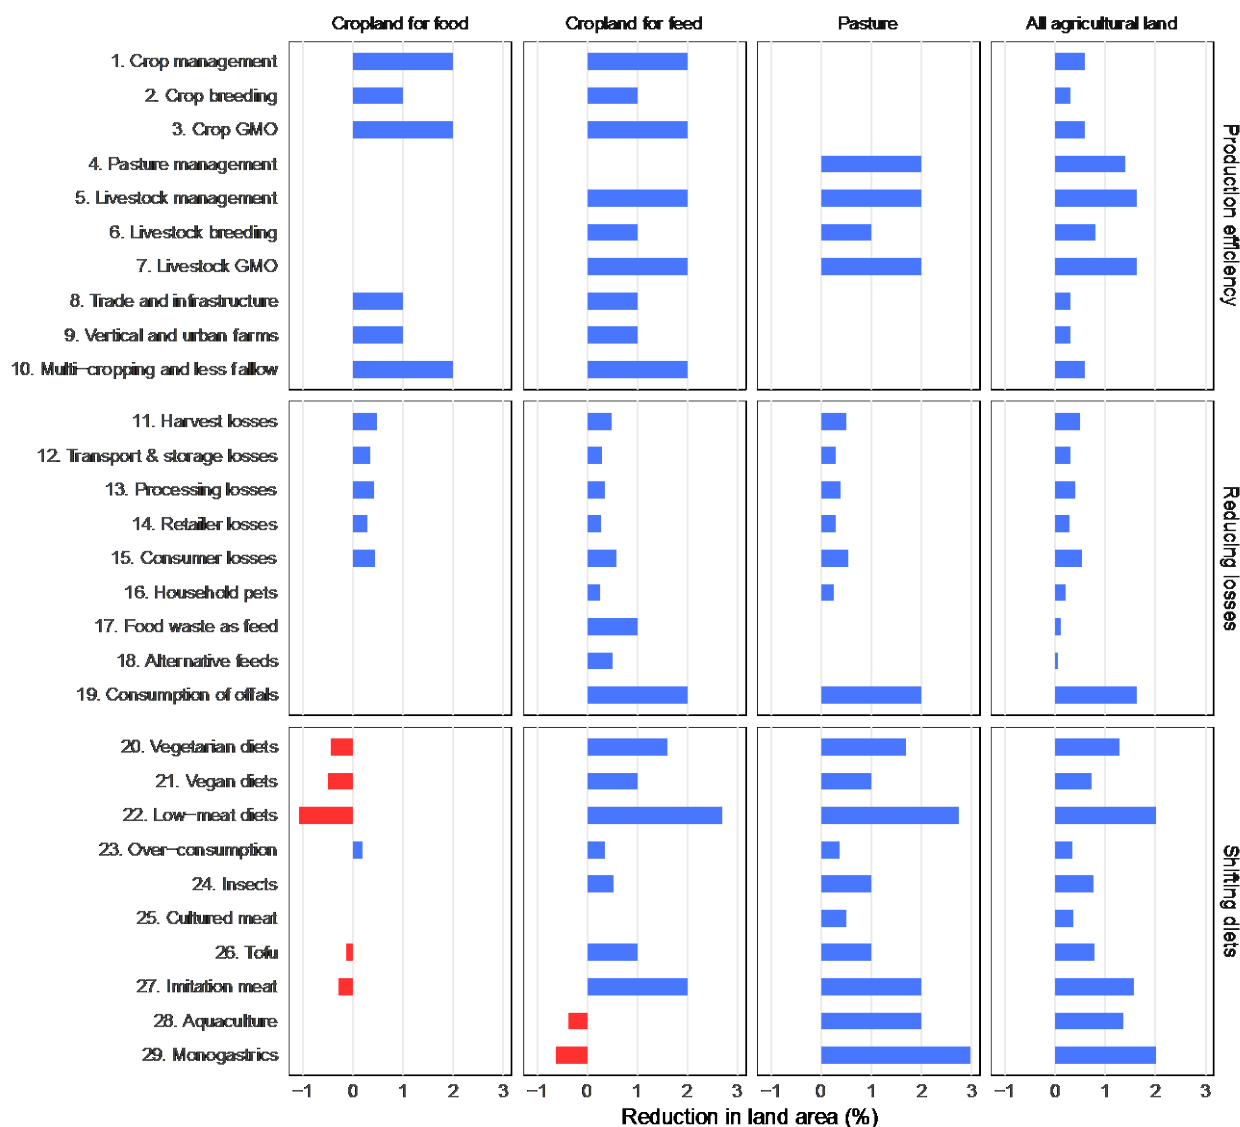 Cropland for food
Cropland for feed
Pasture
All agricultural land
1. Crop management
2. Crop breeding
3. Crop GMO
4. Pasture management
5. Livestock management
6. Livestock breeding
7. Livestock GMO
8. Trade and infrastructure
9. Vertical and urban farms
10. Multi−cropping and less fallow
Production efficiency
11. Harvest losses
12. Transport & storage losses
13. Processing losses
14. Retailer losses
15. Consumer losses
16. Household pets
17. Food waste as feed
18. Alternative feeds
19. Consumption of offals
Reducing losses
20. Vegetarian diets
21. Vegan diets
22. Low−meat diets
23. Over−consumption
24. Insects
25. Cultured meat
26. Tofu
27. Imitation meat
28. Aquaculture
29. Monogastrics
Shifting diets
−1 0 1 2 3
−1 0 1 2 3
−1 0 1 2 3
−1 0 1 2 3
Reduction in land area (%)